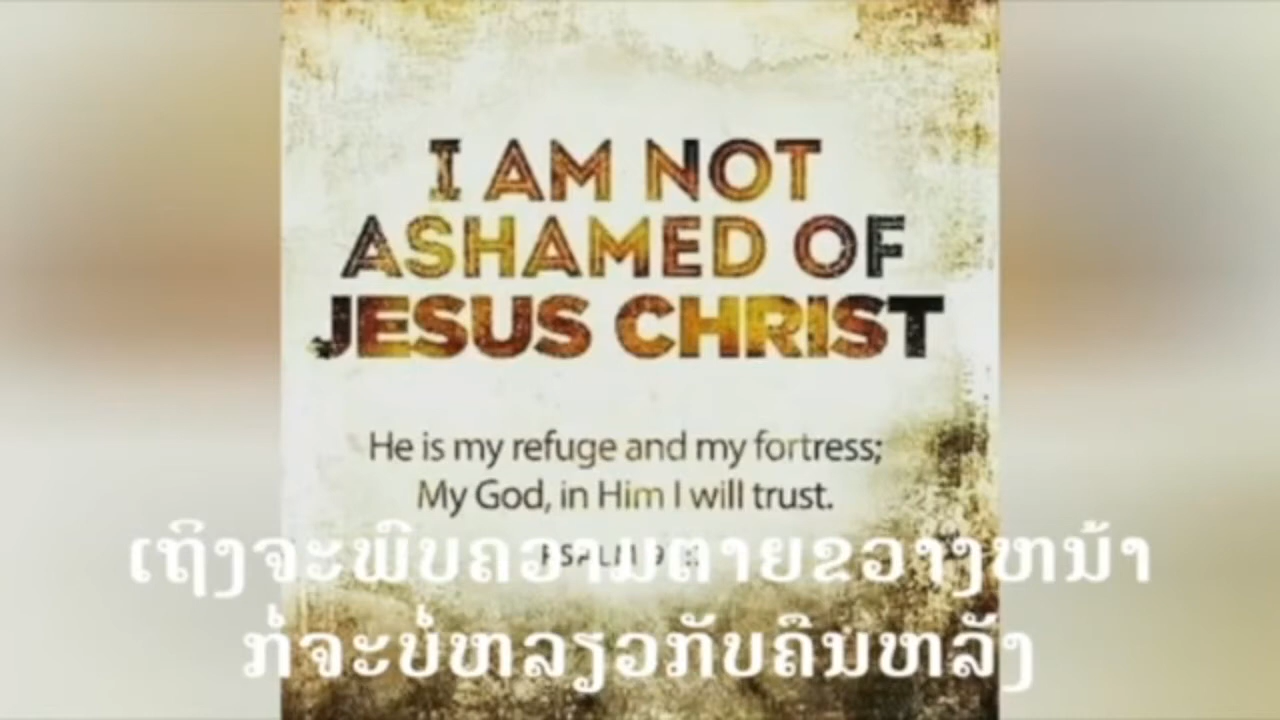 I AM NOT
ASHAMED OF
JESUS CHRIST
He is my refuge and my fortress;
My God, in Him I will trust.
PSALM
ເຖິງຈະພົບຄວາມຕາຍຂວາງຫນ້າ
ກໍ່ຈະບໍ່ຫລຽວກັບຄືນຫລັງ